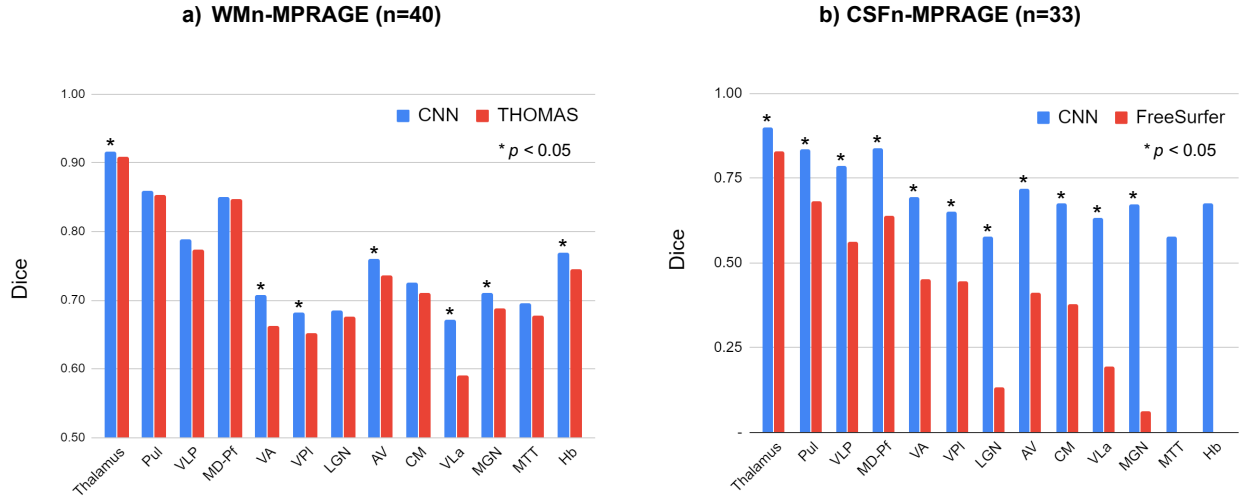 a) WMn-MPRAGE (n=40)
1.00
0.90
0.80
0.70
0.60
0.50
Dice
CNN THOMAS
* p < 0.05
* * * * * * *
Thalamus Pul VLP MD-Pf VA VPl LGN AV CM VLa MGN MTT Hb
b) CSFn-MPRAGE (n=33)
1.00
0.75
0.50
0.25
-
Dice
CNN FreeSurfer
* p < 0.05
* * * * * * * * * * *
Thalamus Pul VLP MD-Pf VA VPl LGN AV CM VLa MGN MTT Hb